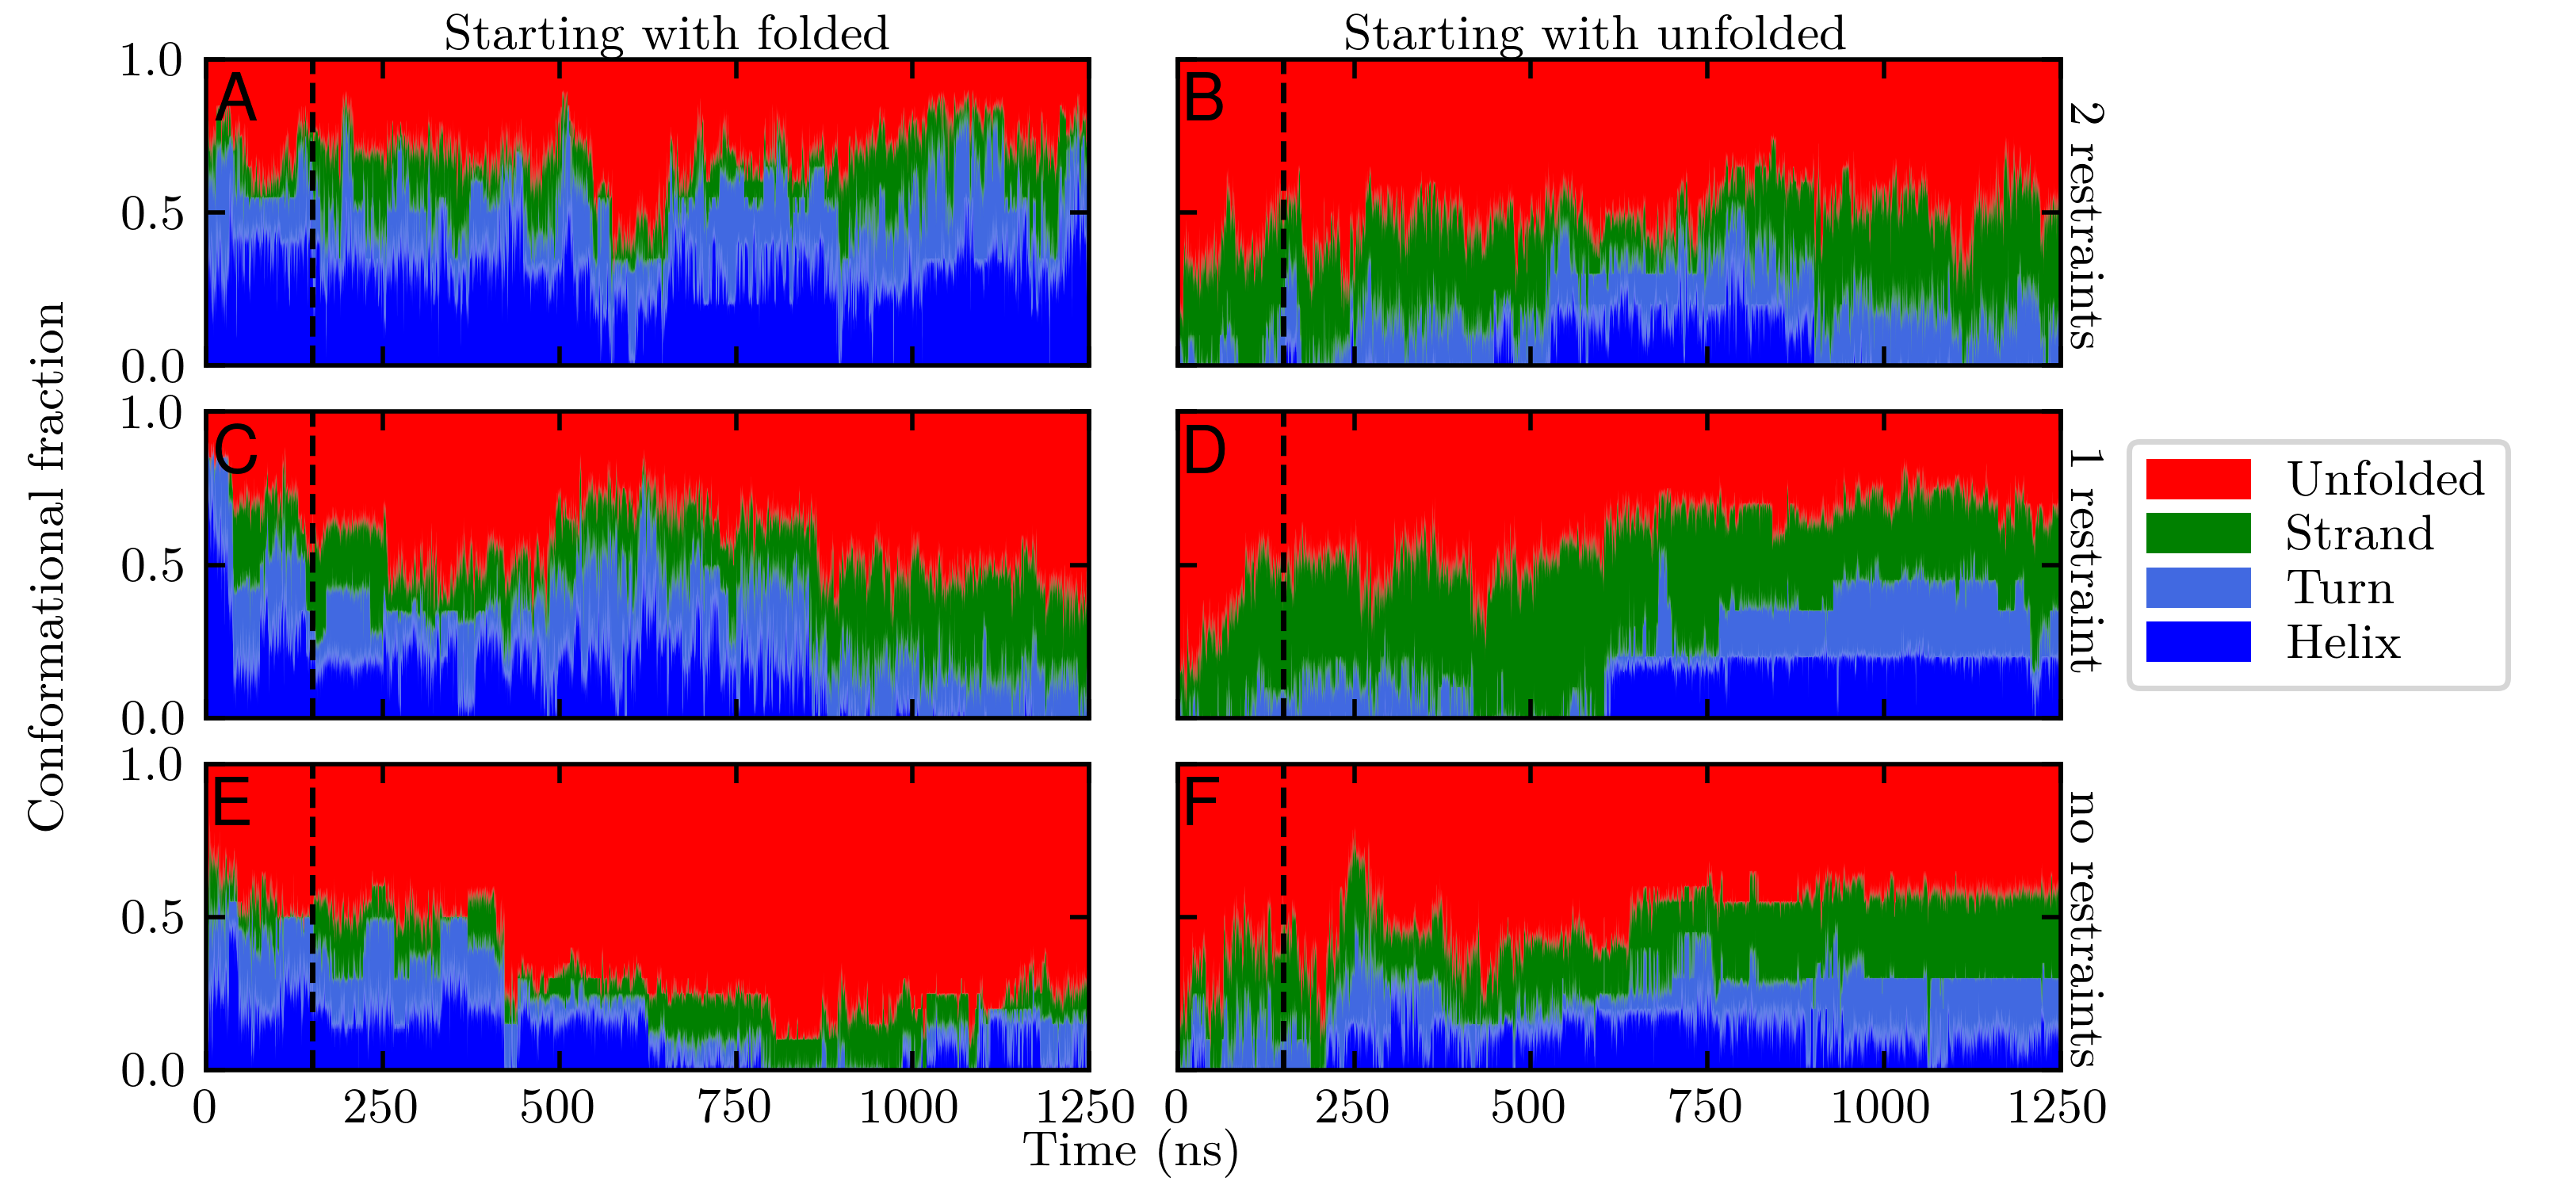 Starting with folded
Starting with unfolded
Conformational fraction
1.0
0.5
0.0
A
B
2 restraints
1.0
0.5
0.0
C
D
1 restraint
Unfolded
Strand
Turn
Helix
1.0
0.5
0.0
E
F
no restraints
0 250 500 750 1000 1250
0 250 500 750 1000 1250
Time (ns)